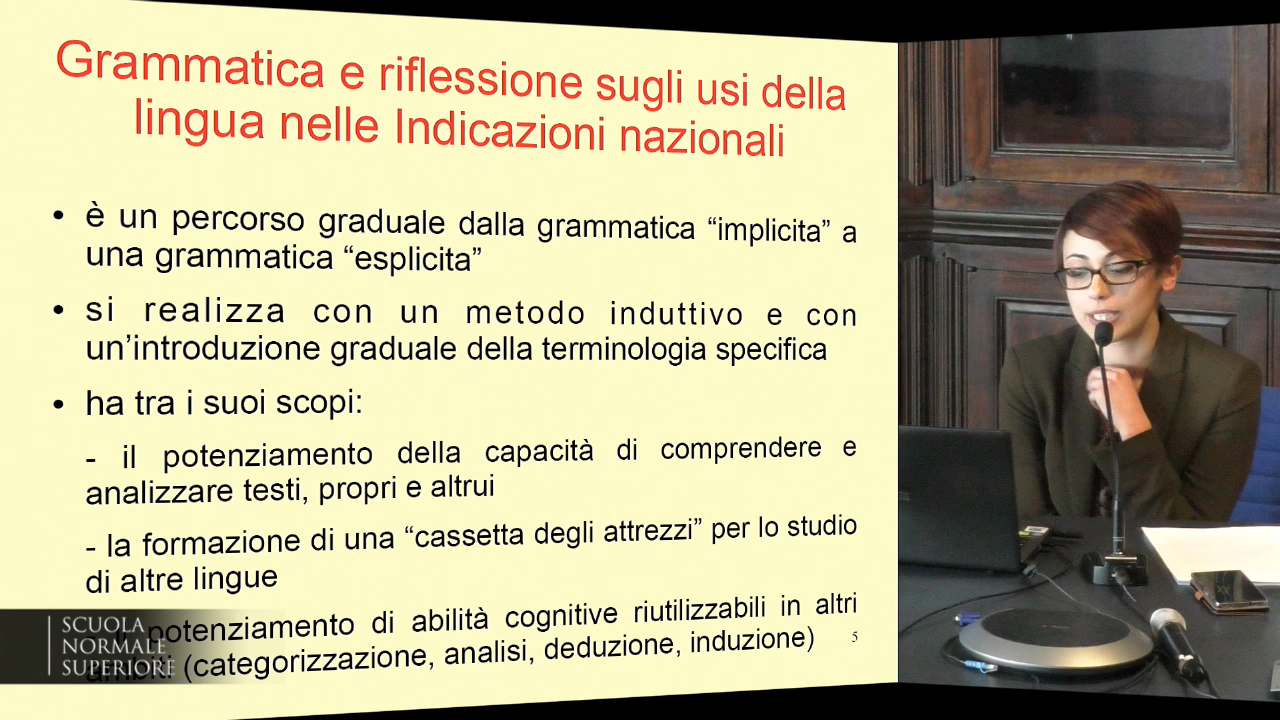 Grammatica e riflessione sugli usi della
lingua nelle Indicazioni nazionali
• è un percorso graduale dalla grammatica “implicita” a
una grammatica “esplicita”
• si realizza con un metodo induttivo e con
un’introduzione graduale della terminologia specifica
• ha tra i suoi scopi:
- il potenziamento della capacità di comprendere e
analizzare testi, propri e altrui
- la formazione di una “cassetta degli attrezzi” per lo studio
di altre lingue
- il potenziamento di abilità cognitive riutilizzabili in altri
ambiti (categorizzazione, analisi, deduzione, induzione)
5
SCUOLA
NORMALE
SUPERIORE